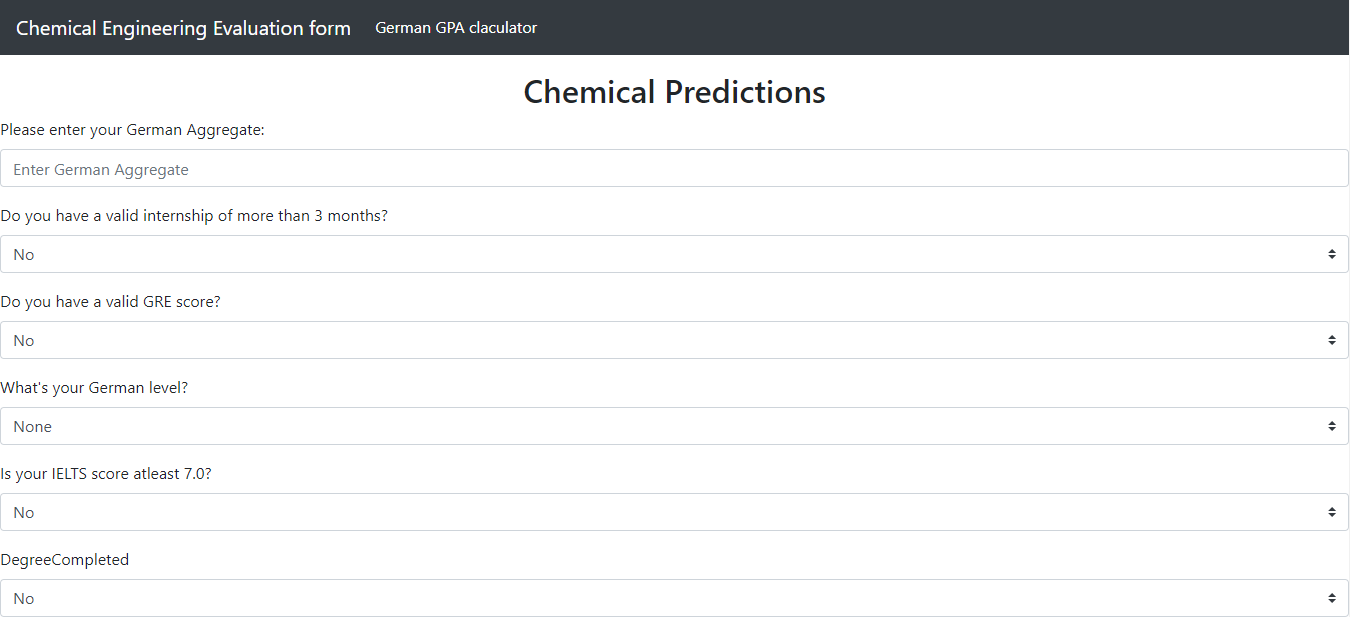 Chemical Engineering Evaluation form German GPA claculator
Chemical Predictions
Please enter your German Aggregate:
Enter German Aggregate
Do you have a valid internship of more than 3 months?
No
Do you have a valid GRE score?
No
What's your German level?
None
Is your IELTS score atleast 7.0?
No
DegreeCompleted
No